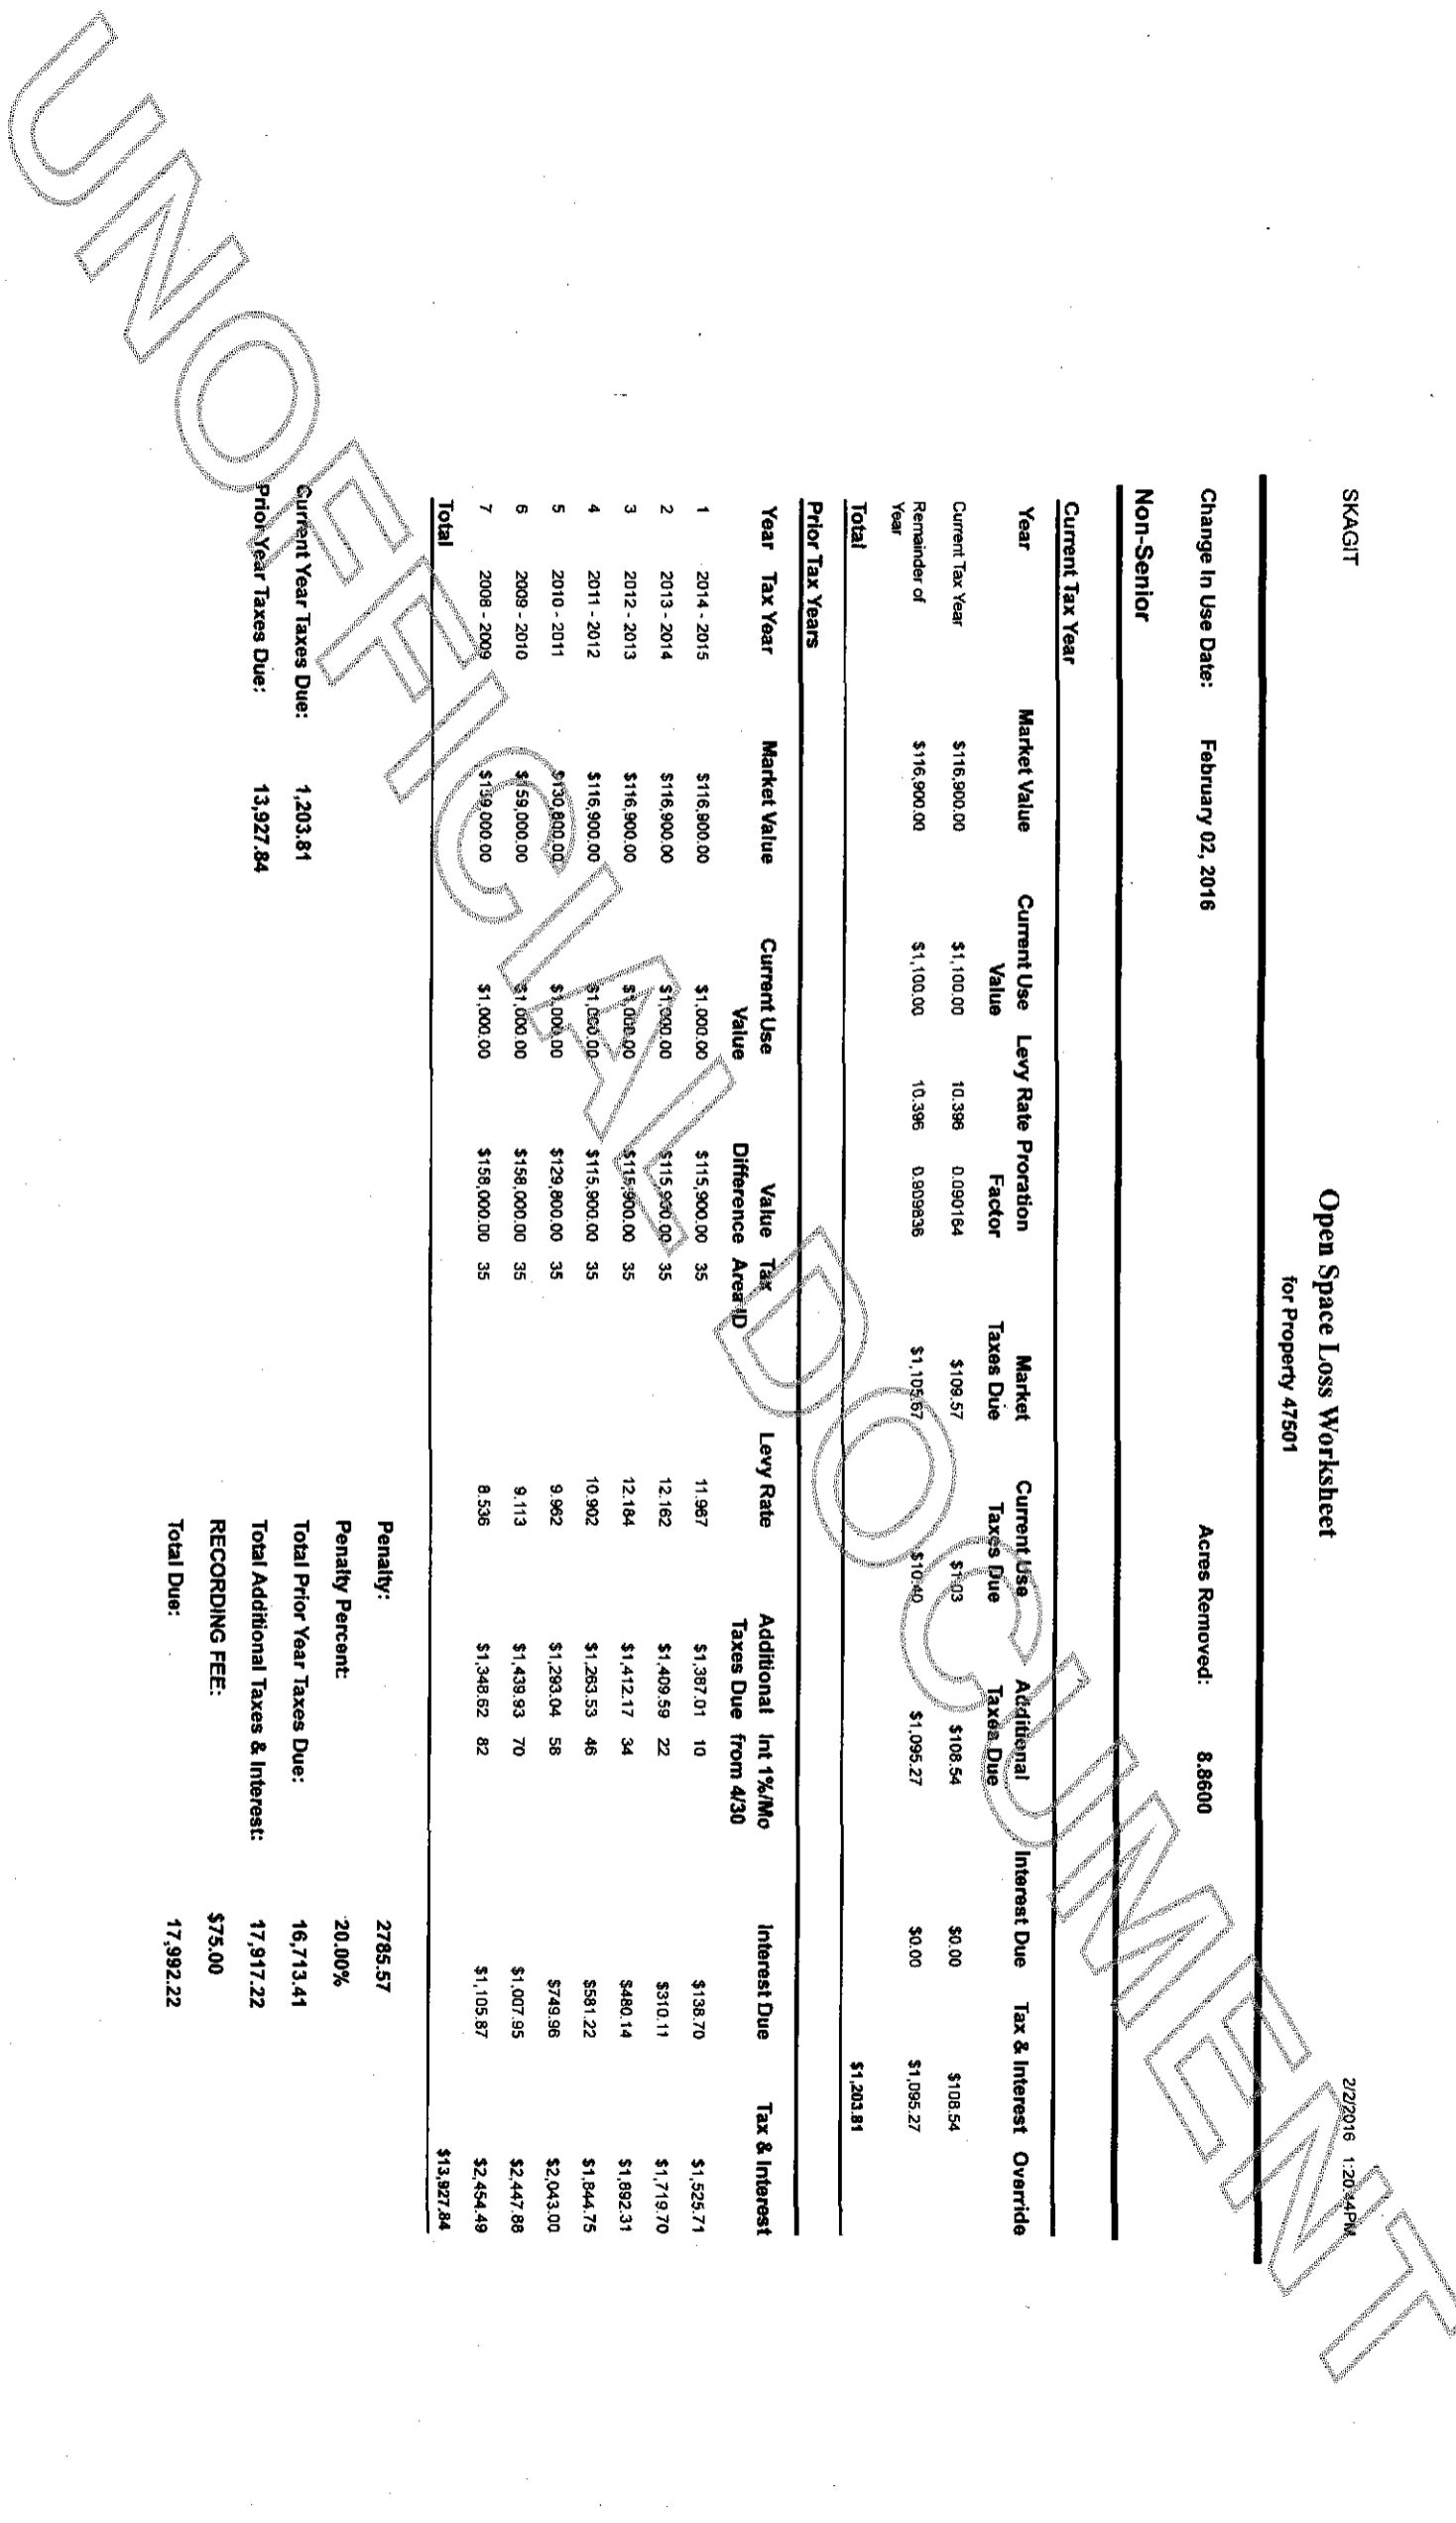 SKAGIT
2/2/2016 1:20:44PM
Open Space Loss Worksheet
for Property 47501
Change In Use Date: February 02, 2016 Acres Removed: 8.8600
Non-Senior
Current Tax Year
Year Market Value Current Use Value Levy Rate Proration Factor Market Taxes Due Current Use Taxes Due Additional Taxes Due Interest Due Tax & Interest Override
Current Tax Year $116,900.00 $1,100.00 10.396 0.090164 $109.57 $1.03 $108.54 $0.00 $108.54
Remainder of Year $116,900.00 $1,100.00 10.396 0.909836 $1,105.67 $10.40 $1,095.27 $0.00 $1,095.27
Total $1,203.81
Prior Tax Years
Year Tax Year Market Value Current Use Value Value Difference Tax Area ID Levy Rate Additional Taxes Due Int 1%/Mo from 4/30 Interest Due Tax & Interest
1 2014 - 2015 $116,900.00 $1,000.00 $115,900.00 35 11.967 $1,387.01 10 $138.70 $1,525.71
2 2013 - 2014 $116,900.00 $1,000.00 $115,900.00 35 12.162 $1,409.59 22 $310.11 $1,719.70
3 2012 - 2013 $116,900.00 $1,000.00 $115,900.00 35 12.184 $1,412.17 34 $480.14 $1,892.31
4 2011 - 2012 $116,900.00 $1,000.00 $115,900.00 35 10.902 $1,263.53 46 $581.22 $1,844.75
5 2010 - 2011 $130,800.00 $1,000.00 $129,800.00 35 9.962 $1,293.04 58 $749.96 $2,043.00
6 2009 - 2010 $159,000.00 $1,000.00 $158,000.00 35 9.113 $1,439.93 70 $1,007.95 $2,447.88
7 2008 - 2009 $159,000.00 $1,000.00 $158,000.00 35 8.536 $1,348.62 82 $1,105.87 $2,454.49
Total $13,927.84
Penalty: 2785.57
Penalty Percent: 20.00%
Current Year Taxes Due: 1,203.81 Total Prior Year Taxes Due: 16,713.41
Prior Year Taxes Due: 13,927.84 Total Additional Taxes & Interest: 17,917.22
RECORDING FEE: $75.00
Total Due: 17,992.22
UNOFFICIAL DOCUMENT